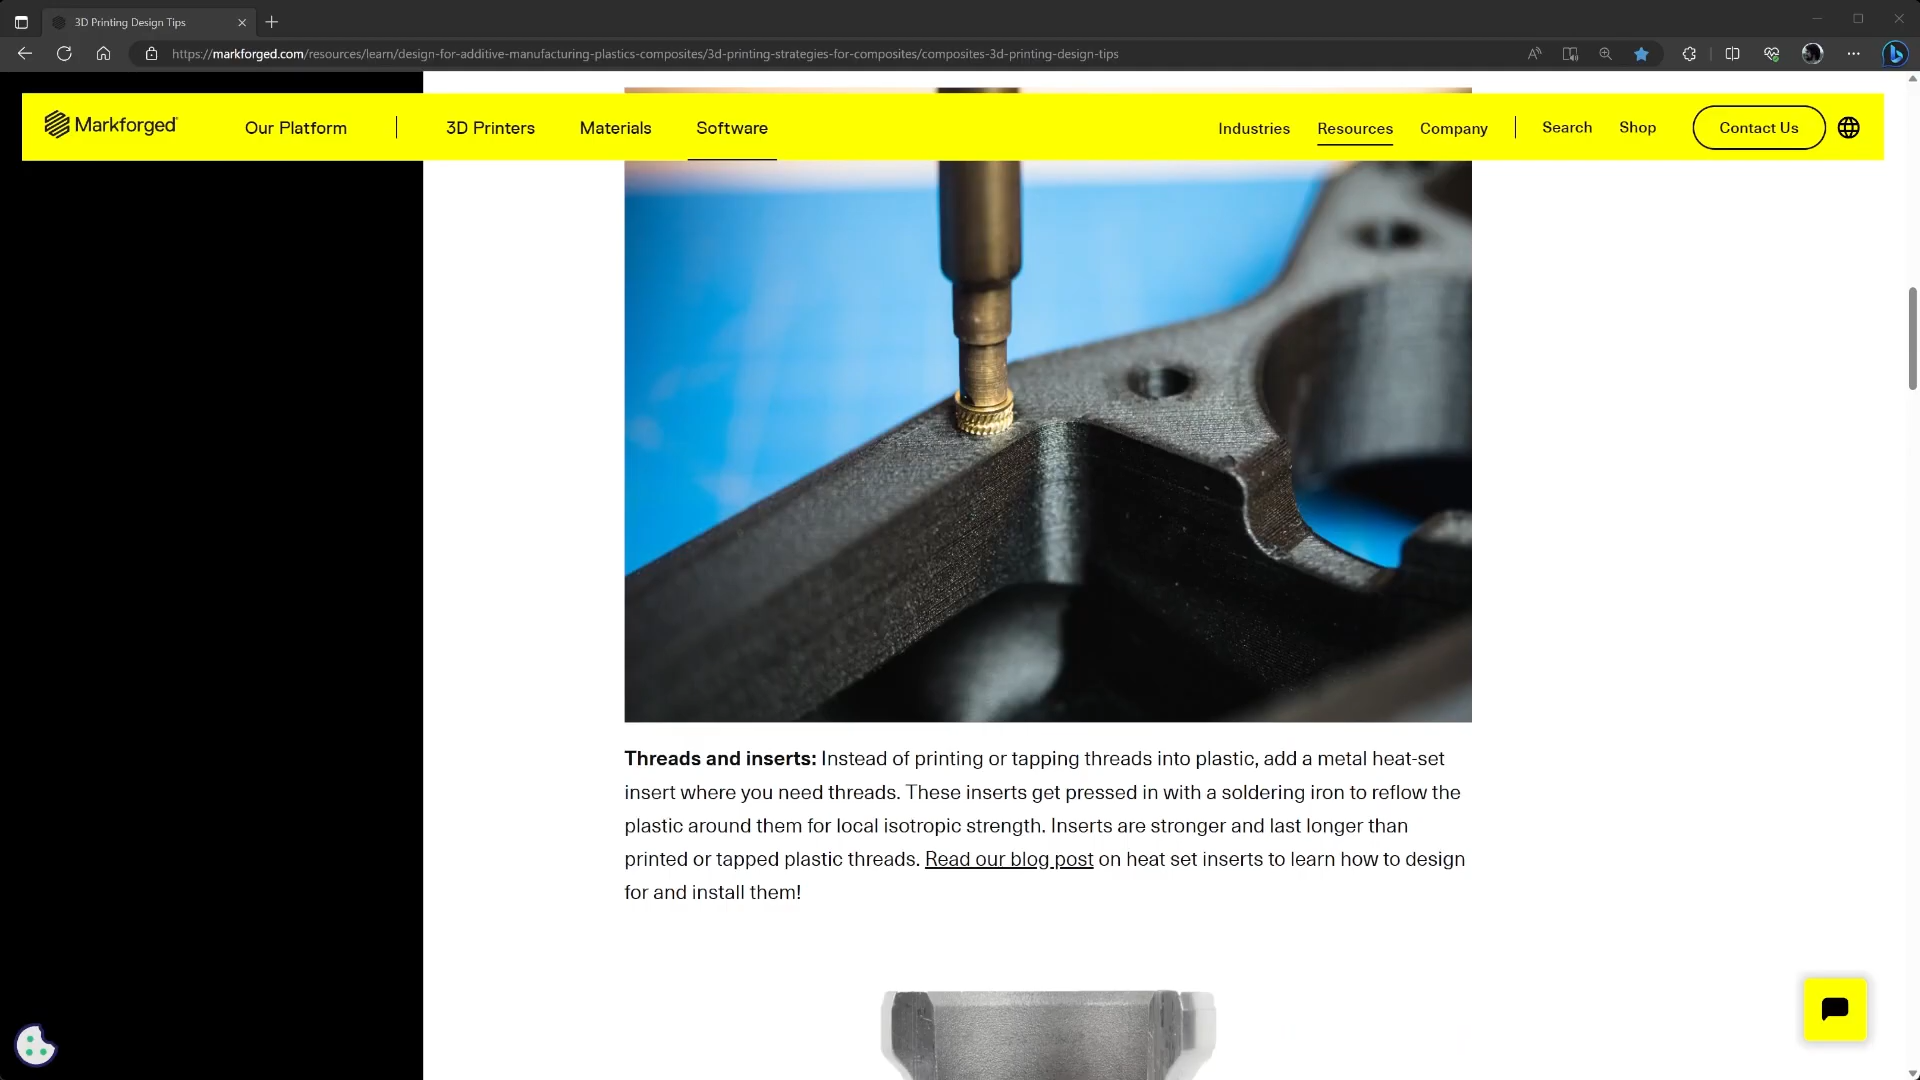 3D Printing Design Tips
https://markforged.com/resources/learn/design-for-additive-manufacturing-plastics-composites/3d-printing-strategies-for-composites/composites-3d-printing-design-tips
Markforged
Our Platform
3D Printers
Materials
Software
Industries
Resources
Company
Search
Shop
Contact Us
Threads and inserts: Instead of printing or tapping threads into plastic, add a metal heat-set
insert where you need threads. These inserts get pressed in with a soldering iron to reflow the
plastic around them for local isotropic strength. Inserts are stronger and last longer than
printed or tapped plastic threads. Read our blog post on heat set inserts to learn how to design
for and install them!